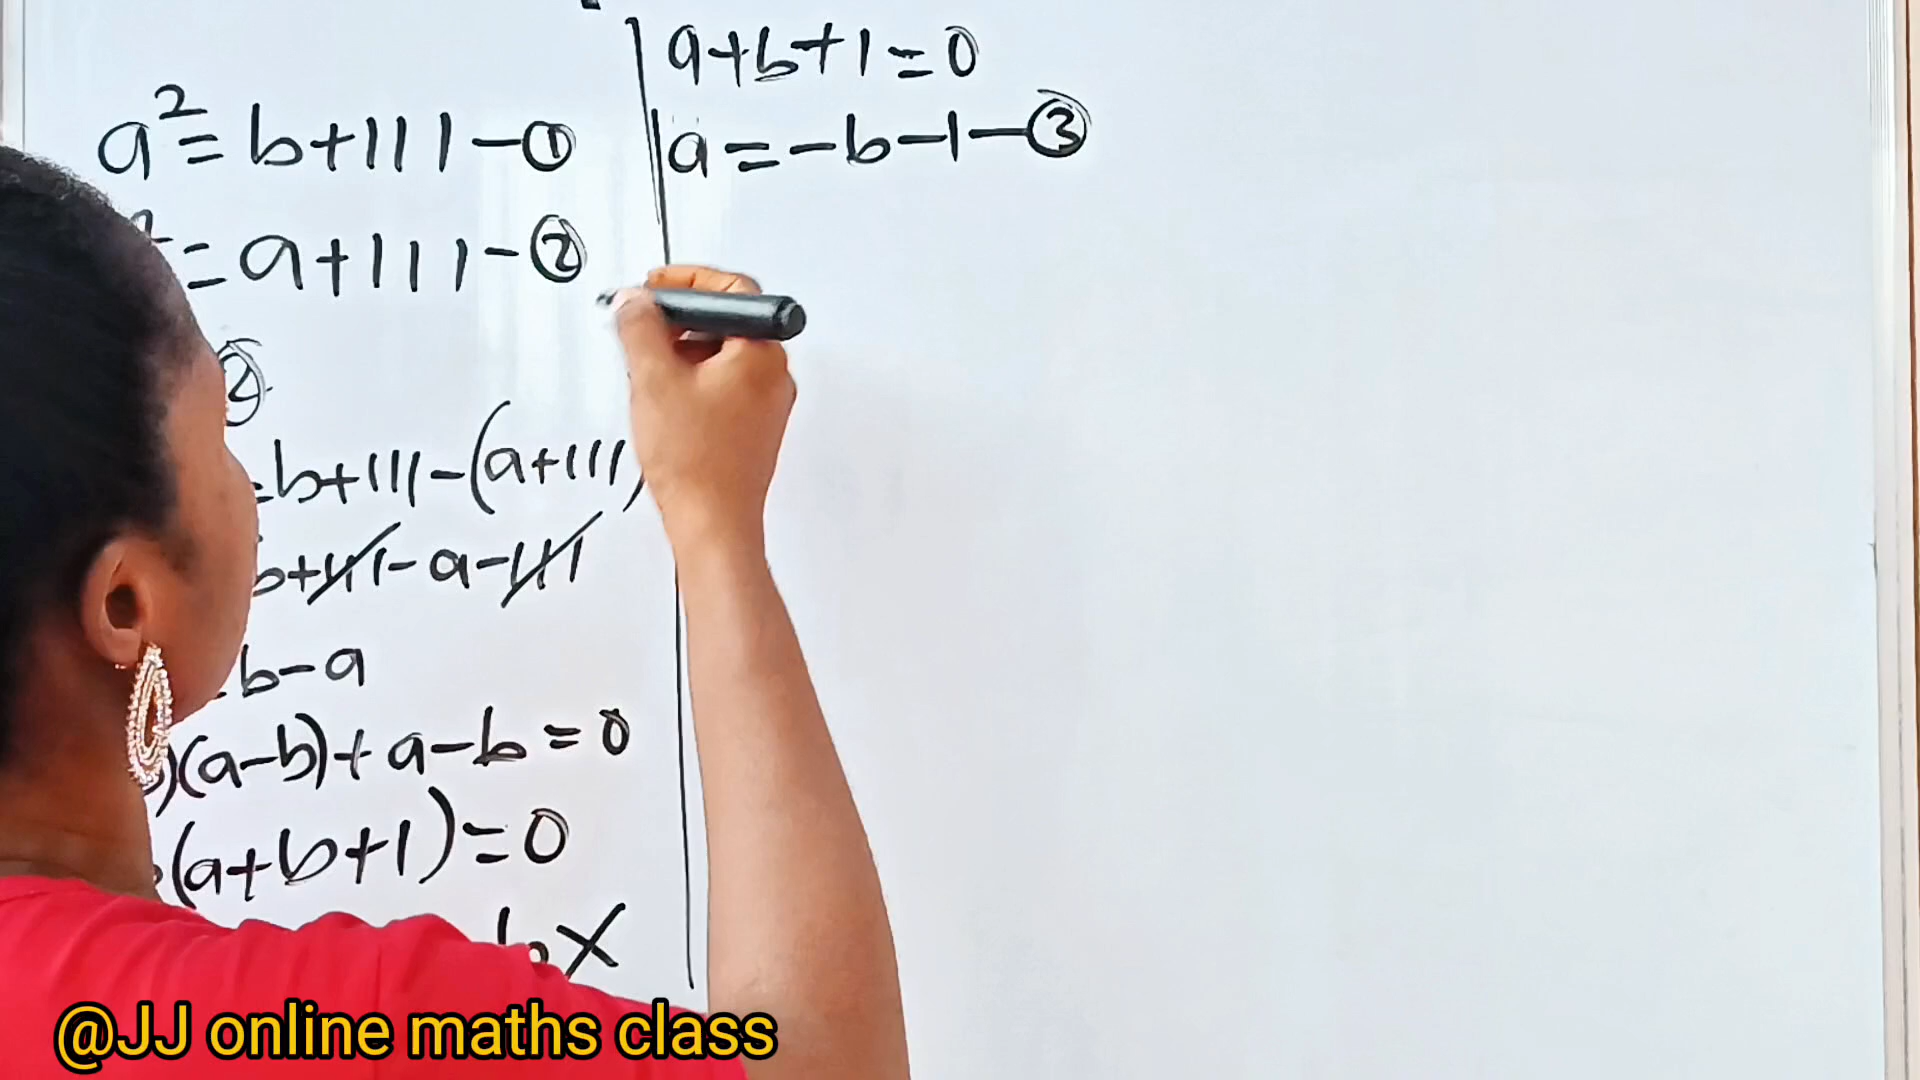 a²=b+111-①
=a+111-②
②
=b+111-(a+111)
b+111-a-111
b-a
)(a-b)+a-b=0
(a+b+1)=0
b X
a+b+1=0
a=-b-1-③
@JJ online maths class